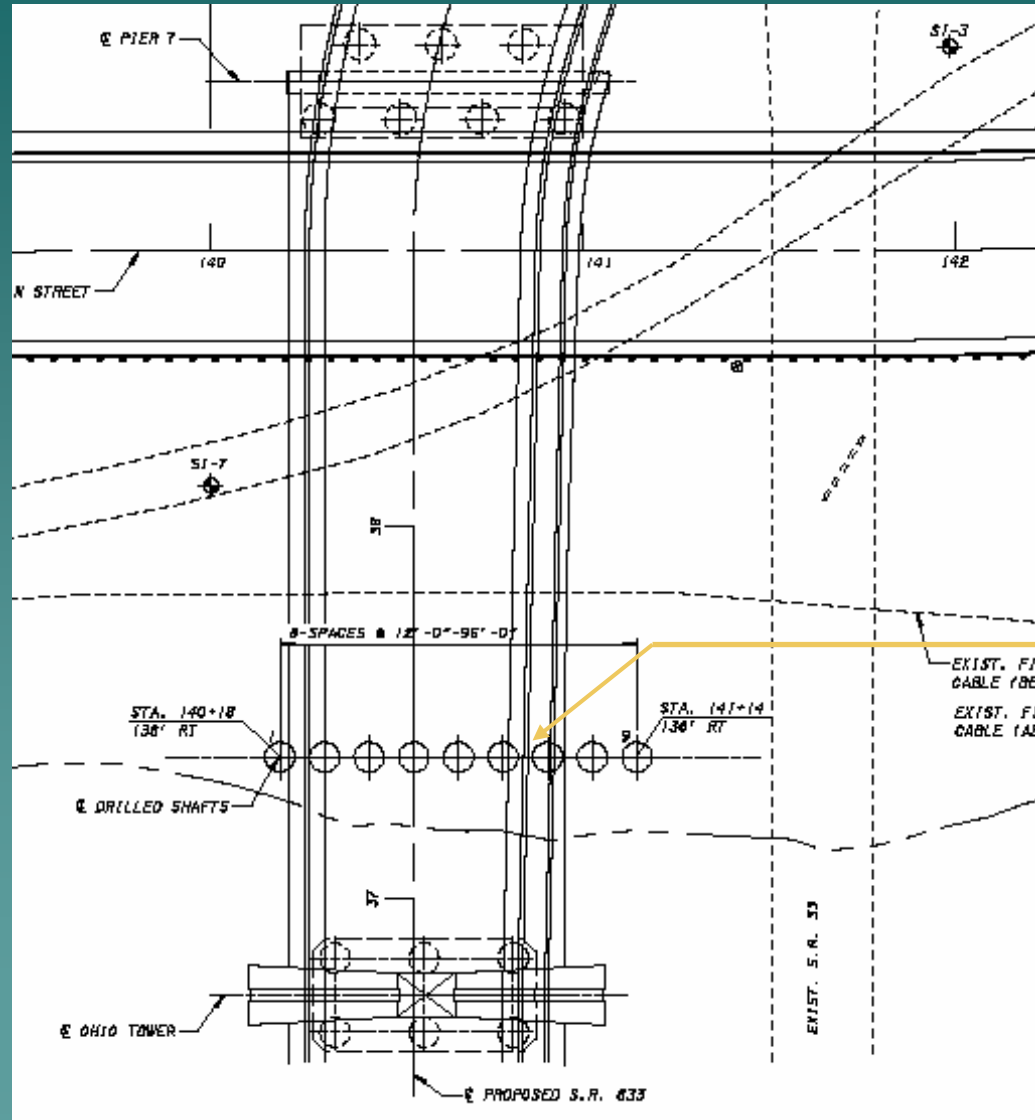 ℄ PIER 7
SI-3
140
141
142
N STREET
SI-7
38
8-SPACES @ 12'-0"=96'-0"
EXIST. FI
CABLE (BE
EXIST. FI
CABLE (AB
STA. 140+18
138' RT
STA. 141+14
138' RT
1
9
℄ DRILLED SHAFTS
37
EXIST. S.R.
℄ OHIO TOWER
℄ PROPOSED S.R. 833